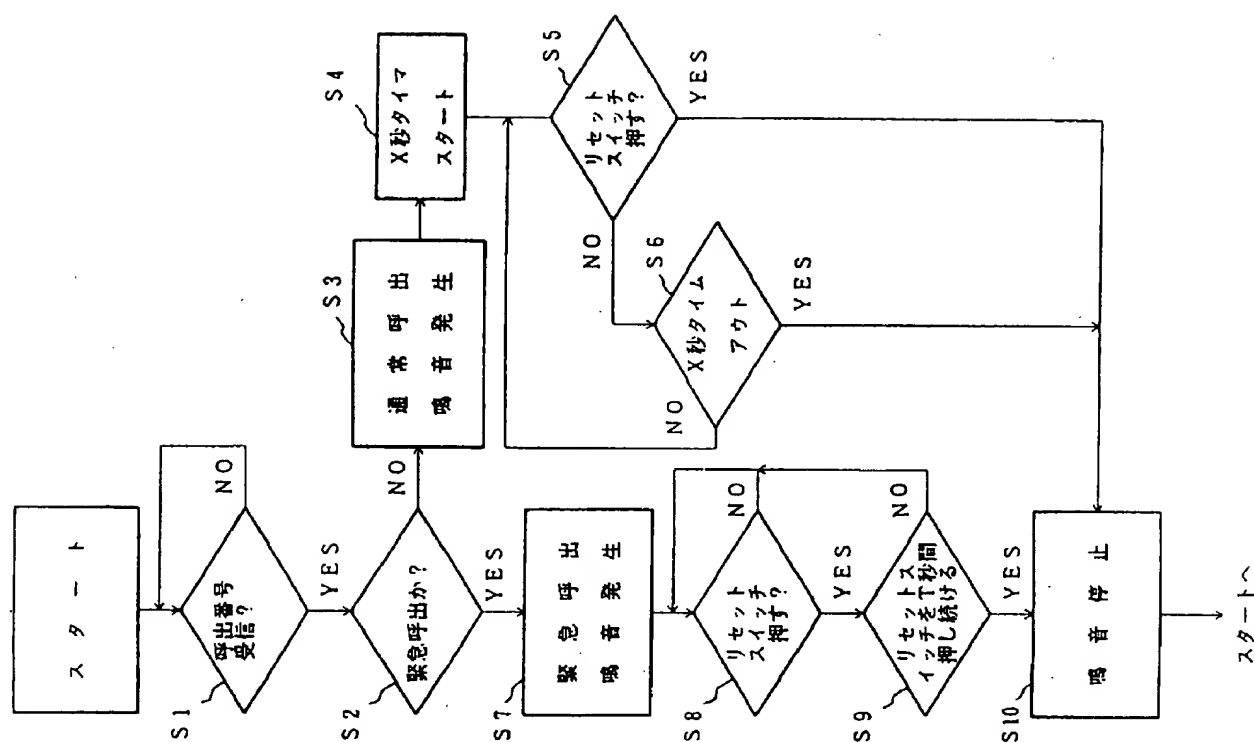 スタート
S1
呼出番号
受信?
NO
YES
S2
緊急呼出か?
NO
YES
S3
通常呼出
鳴音発生
S4
X秒タイマ
スタート
S5
リセット
スイッチ
押す?
NO
YES
S6
X秒タイム
アウト
NO
YES
S7
緊急呼出
鳴音発生
S8
リセット
スイッチ
押す?
NO
YES
S9
リセットス
イッチをT秒間
押し続ける
NO
YES
S10
鳴音停止
スタートへ